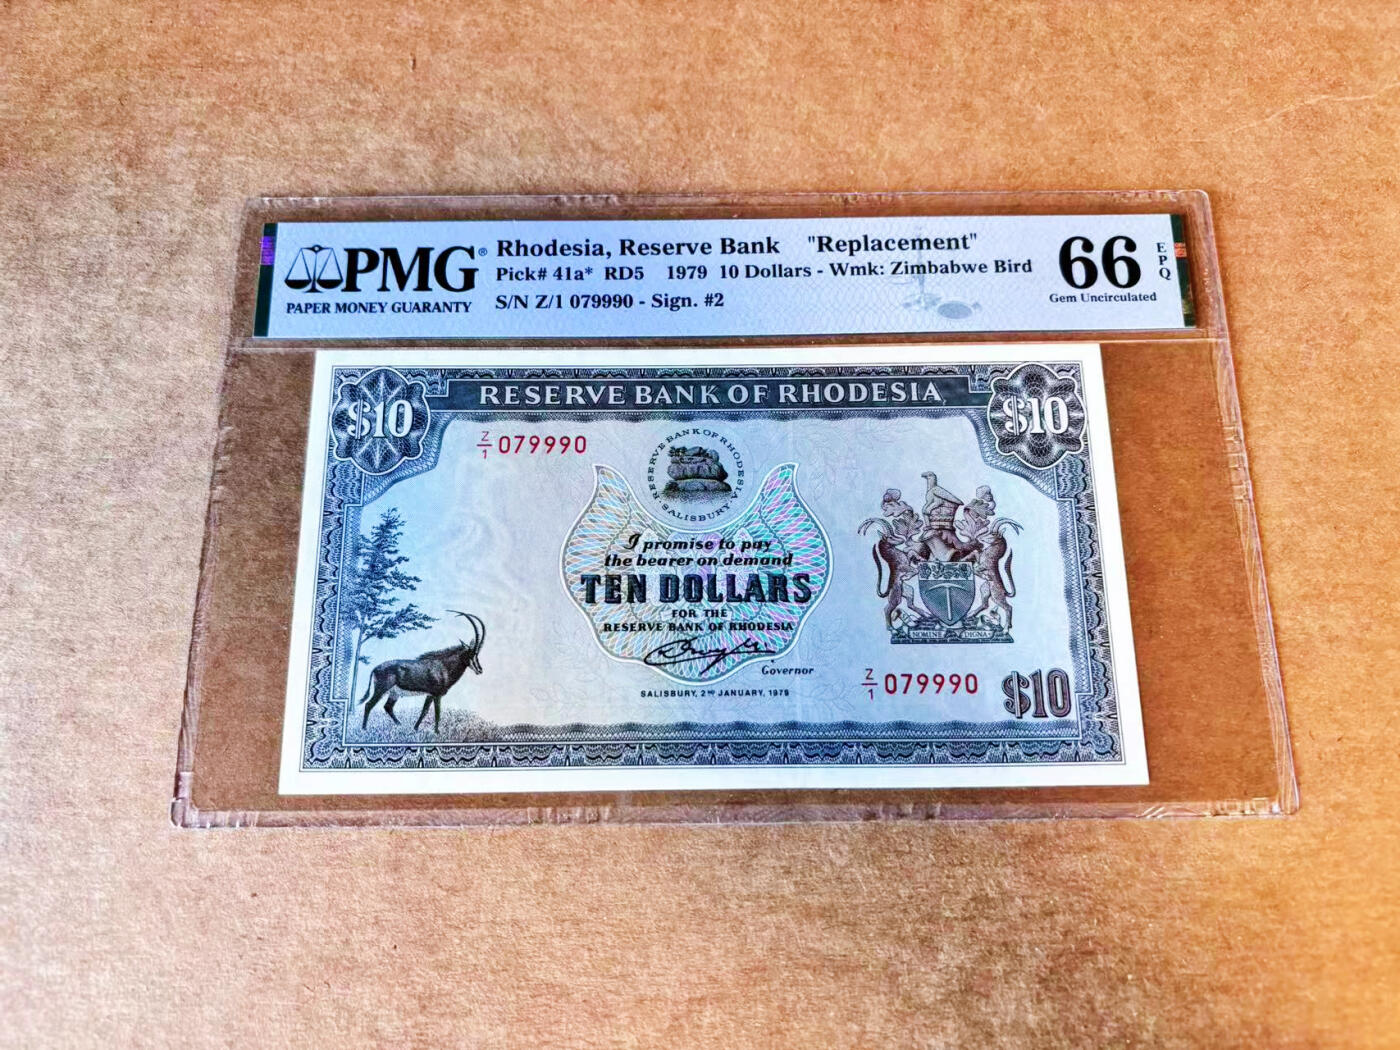 PMG®
PAPER MONEY GUARANTY
Rhodesia, Reserve Bank "Replacement"
Pick# 41a* RD5 1979 10 Dollars - Wmk: Zimbabwe Bird
S/N Z/1 079990 - Sign. #2
66
EPQ
Gem Uncirculated
RESERVE BANK OF RHODESIA
$10
$10
Z/1 079990
RESERVE BANK OF RHODESIA
SALISBURY
I promise to pay
the bearer on demand
TEN DOLLARS
FOR THE
RESERVE BANK OF RHODESIA
Governor
SALISBURY, 2ND JANUARY, 1979
NOMINE DIGNA
Z/1 079990
$10